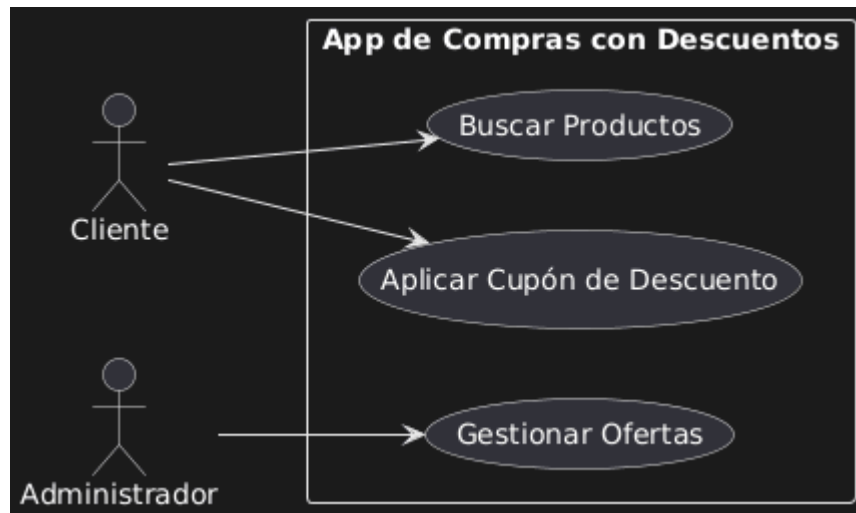 App de Compras con Descuentos
Buscar Productos
Cliente
Aplicar Cupón de Descuento
Gestionar Ofertas
Administrador